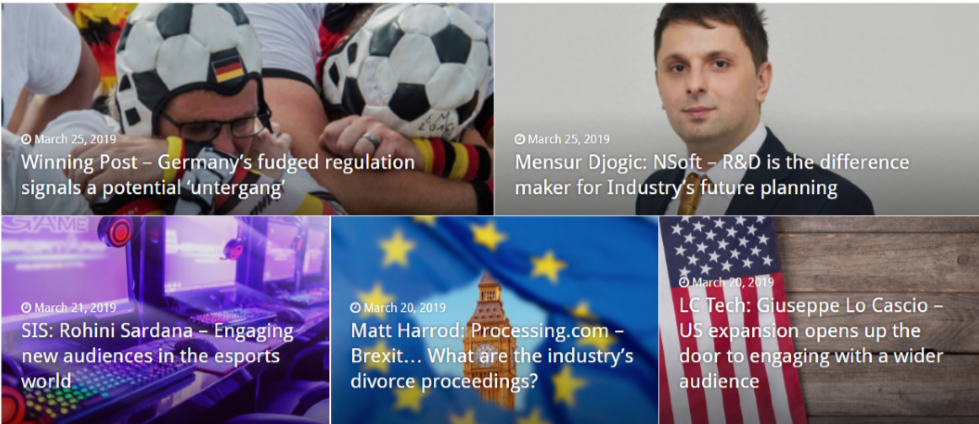 March 25, 2019
Winning Post – Germany's fudged regulation
signals a potential 'untergang'
March 25, 2019
Mensur Djogic: NSoft – R&D is the difference
maker for Industry's future planning
GAME
March 21, 2019
SIS: Rohini Sardana – Engaging
new audiences in the esports
world
March 20, 2019
Matt Harrod: Processing.com –
Brexit... What are the industry's
divorce proceedings?
March 20, 2019
LC Tech: Giuseppe Lo Cascio –
US expansion opens up the
door to engaging with a wider
audience